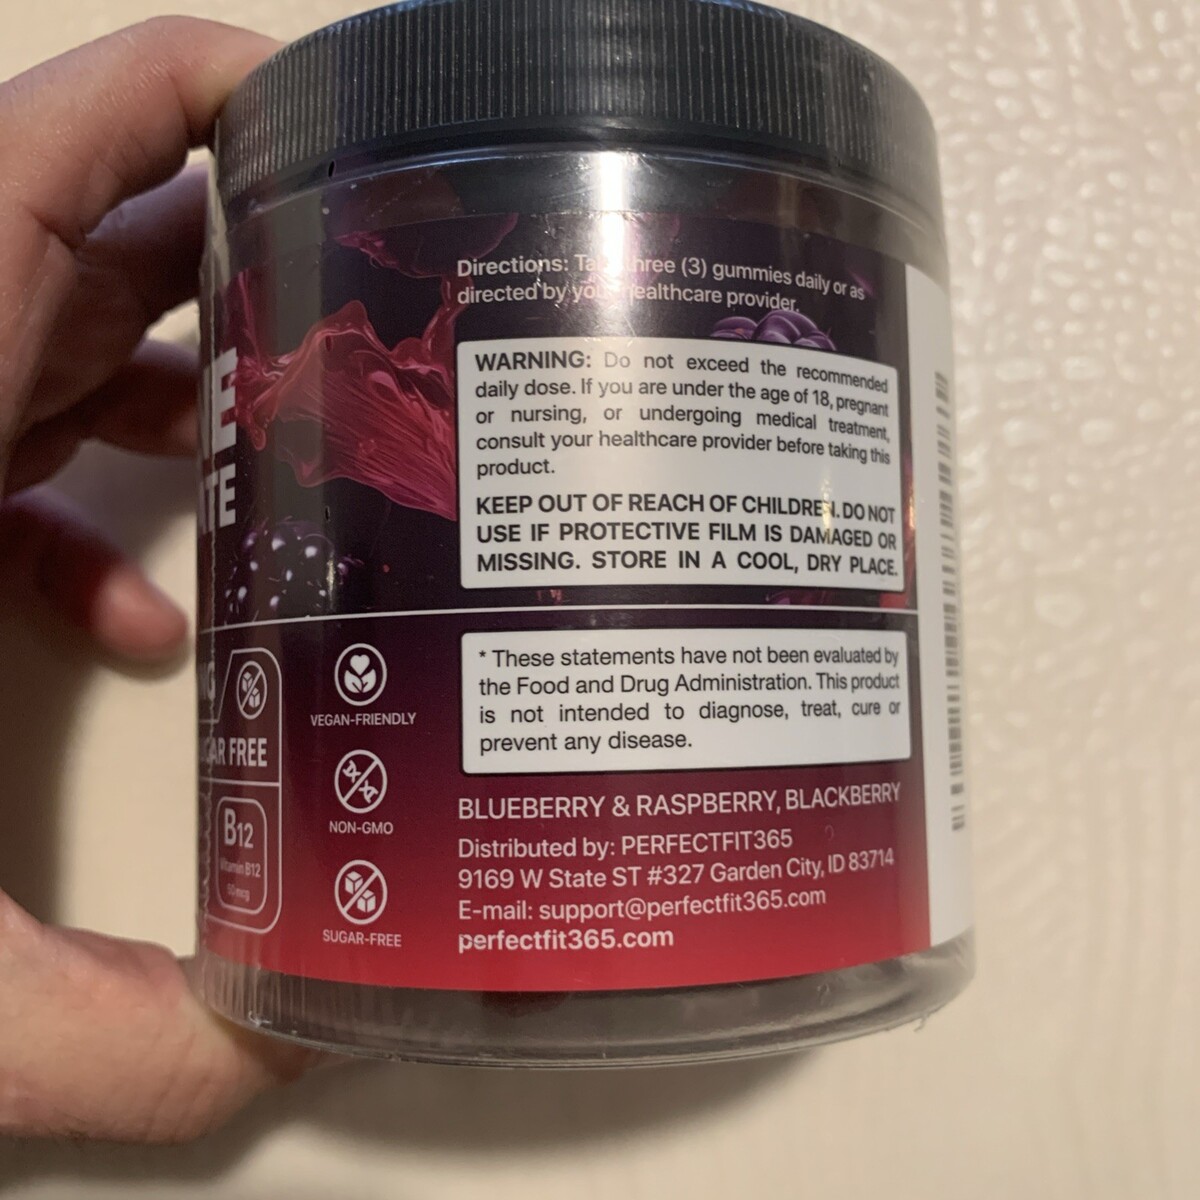 Directions: Take three (3) gummies daily or as
directed by your healthcare provider.
WARNING: Do not exceed the recommended
daily dose. If you are under the age of 18, pregnant
or nursing, or undergoing medical treatment,
consult your healthcare provider before taking this
product.
KEEP OUT OF REACH OF CHILDREN. DO NOT
USE IF PROTECTIVE FILM IS DAMAGED OR
MISSING. STORE IN A COOL, DRY PLACE.
* These statements have not been evaluated by
the Food and Drug Administration. This product
is not intended to diagnose, treat, cure or
prevent any disease.
BLUEBERRY & RASPBERRY, BLACKBERRY
Distributed by: PERFECTFIT365
9169 W State ST #327 Garden City, ID 83714
E-mail: support@perfectfit365.com
perfectfit365.com
VEGAN-FRIENDLY
NON-GMO
SUGAR-FREE
SUGAR FREE
B12
Vitamin B12